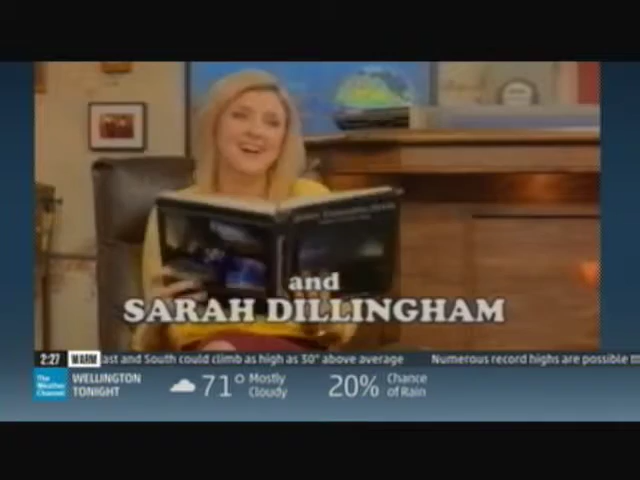 and
SARAH DILLINGHAM
2:27 WARM ast and South could climb as high as 30° above average Numerous record highs are possible
The Weather Channel
WELLINGTON
TONIGHT
71° Mostly
Cloudy
20% Chance
of Rain